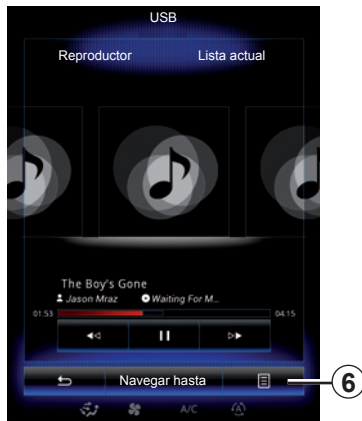 USB
Reproductor Lista actual
The Boy's Gone
Jason Mraz Waiting For M...
01:53 04:15
Navegar hasta
6
A/C
A